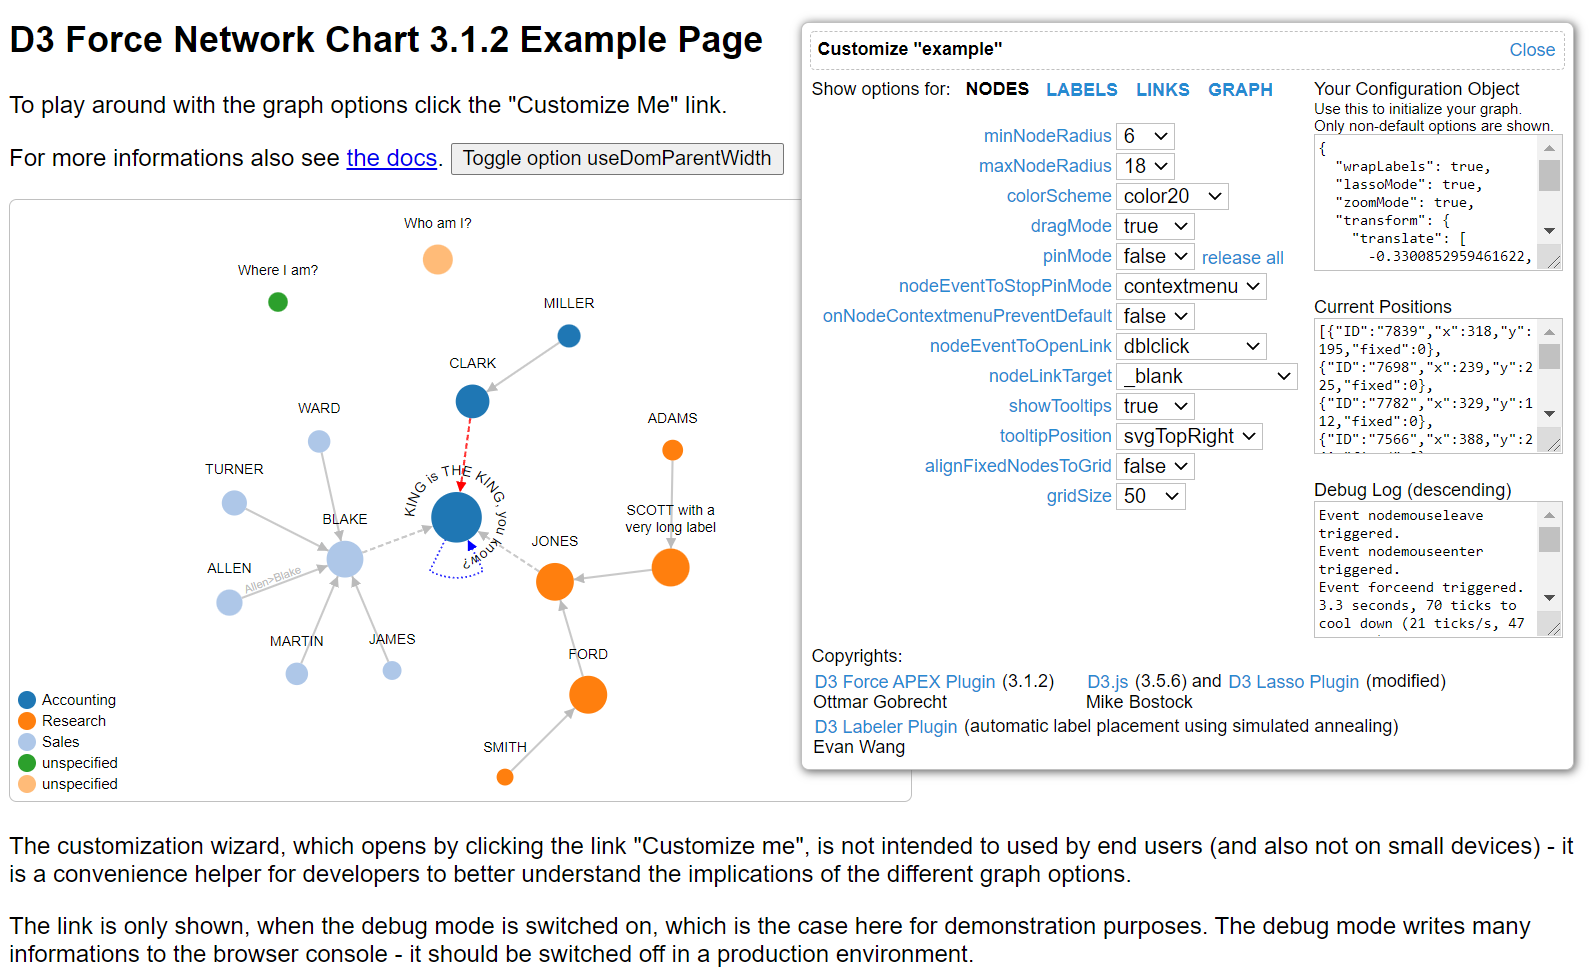 D3 Force Network Chart 3.1.2 Example Page
To play around with the graph options click the "Customize Me" link.
For more informations also see the docs. Toggle option useDomParentWidth
Who am I?
Where I am?
MILLER
CLARK
WARD
ADAMS
TURNER
KING is THE KING, you know?
SCOTT with a
very long label
BLAKE
JONES
ALLEN
Allen>Blake
MARTIN
JAMES
FORD
SMITH
Accounting
Research
Sales
unspecified
unspecified
Customize "example"
Close
Show options for: NODES LABELS LINKS GRAPH
minNodeRadius 6
maxNodeRadius 18
colorScheme color20
dragMode true
pinMode false release all
nodeEventToStopPinMode contextmenu
onNodeContextmenuPreventDefault false
nodeEventToOpenLink dblclick
nodeLinkTarget _blank
showTooltips true
tooltipPosition svgTopRight
alignFixedNodesToGrid false
gridSize 50
Your Configuration Object
Use this to initialize your graph.
Only non-default options are shown.
{
"wrapLabels": true,
"lassoMode": true,
"zoomMode": true,
"transform": {
"translate": [
-0.3300852959461622,
Current Positions
[{"ID":"7839","x":318,"y":
195,"fixed":0},
{"ID":"7698","x":239,"y":2
25,"fixed":0},
{"ID":"7782","x":329,"y":1
12,"fixed":0},
{"ID":"7566","x":388,"y":2
Debug Log (descending)
Event nodemouseleave
triggered.
Event nodemouseenter
triggered.
Event forceend triggered.
3.3 seconds, 70 ticks to
cool down (21 ticks/s, 47
Copyrights:
D3 Force APEX Plugin (3.1.2)
Ottmar Gobrecht
D3.js (3.5.6) and D3 Lasso Plugin (modified)
Mike Bostock
D3 Labeler Plugin (automatic label placement using simulated annealing)
Evan Wang
The customization wizard, which opens by clicking the link "Customize me", is not intended to used by end users (and also not on small devices) - it
is a convenience helper for developers to better understand the implications of the different graph options.
The link is only shown, when the debug mode is switched on, which is the case here for demonstration purposes. The debug mode writes many
informations to the browser console - it should be switched off in a production environment.